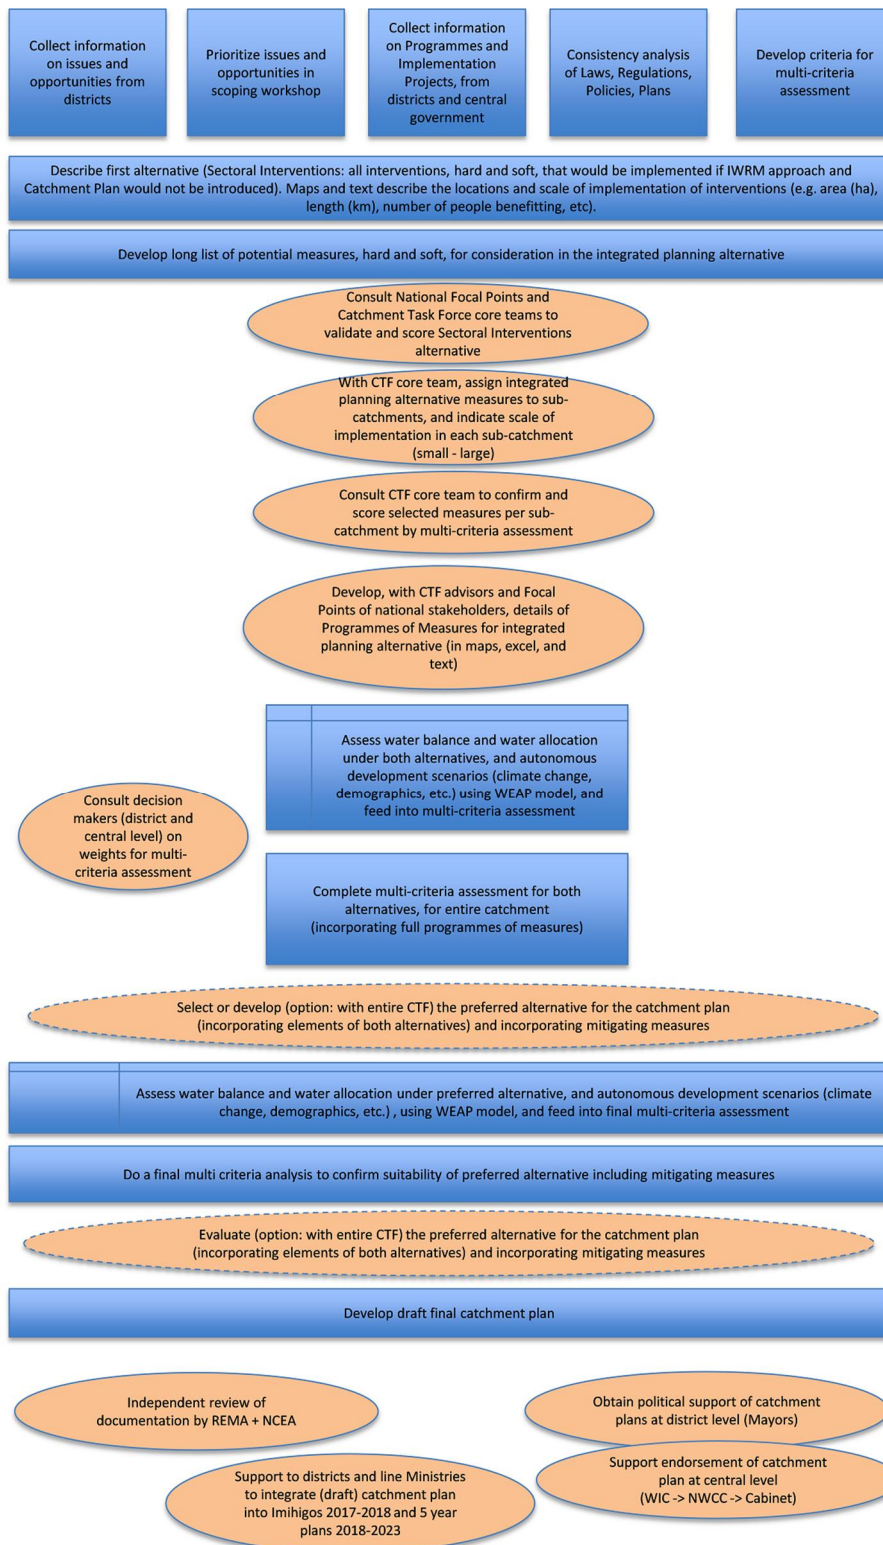 Collect information
on issues and
opportunities from
districts
Prioritize issues and
opportunities in
scoping workshop
Collect information
on Programmes and
Implementation
Projects, from
districts and central
government
Consistency analysis
of Laws, Regulations,
Policies, Plans
Develop criteria for
multi-criteria
assessment
Describe first alternative (Sectoral Interventions: all interventions, hard and soft, that would be implemented if IWRM approach and
Catchment Plan would not be introduced). Maps and text describe the locations and scale of implementation of interventions (e.g. area (ha),
length (km), number of people benefitting, etc).
Develop long list of potential measures, hard and soft, for consideration in the integrated planning alternative
Consult National Focal Points and
Catchment Task Force core teams to
validate and score Sectoral Interventions
alternative
With CTF core team, assign integrated
planning alternative measures to sub-
catchments, and indicate scale of
implementation in each sub-catchment
(small - large)
Consult CTF core team to confirm and
score selected measures per sub-
catchment by multi-criteria assessment
Develop, with CTF advisors and Focal
Points of national stakeholders, details of
Programmes of Measures for integrated
planning alternative (in maps, excel, and
text)
Assess water balance and water allocation
under both alternatives, and autonomous
development scenarios (climate change,
demographics, etc.) using WEAP model, and
feed into multi-criteria assessment
Consult decision
makers (district and
central level) on
weights for multi-
criteria assessment
Complete multi-criteria assessment for both
alternatives, for entire catchment
(incorporating full programmes of measures)
Select or develop (option: with entire CTF) the preferred alternative for the catchment plan
(incorporating elements of both alternatives) and incorporating mitigating measures
Assess water balance and water allocation under preferred alternative, and autonomous development scenarios (climate
change, demographics, etc.) , using WEAP model, and feed into final multi-criteria assessment
Do a final multi criteria analysis to confirm suitability of preferred alternative including mitigating measures
Evaluate (option: with entire CTF) the preferred alternative for the catchment plan
(incorporating elements of both alternatives) and incorporating mitigating measures
Develop draft final catchment plan
Independent review of
documentation by REMA + NCEA
Obtain political support of catchment
plans at district level (Mayors)
Support to districts and line Ministries
to integrate (draft) catchment plan
into Imihigos 2017-2018 and 5 year
plans 2018-2023
Support endorsement of catchment
plan at central level
(WIC -> NWCC -> Cabinet)